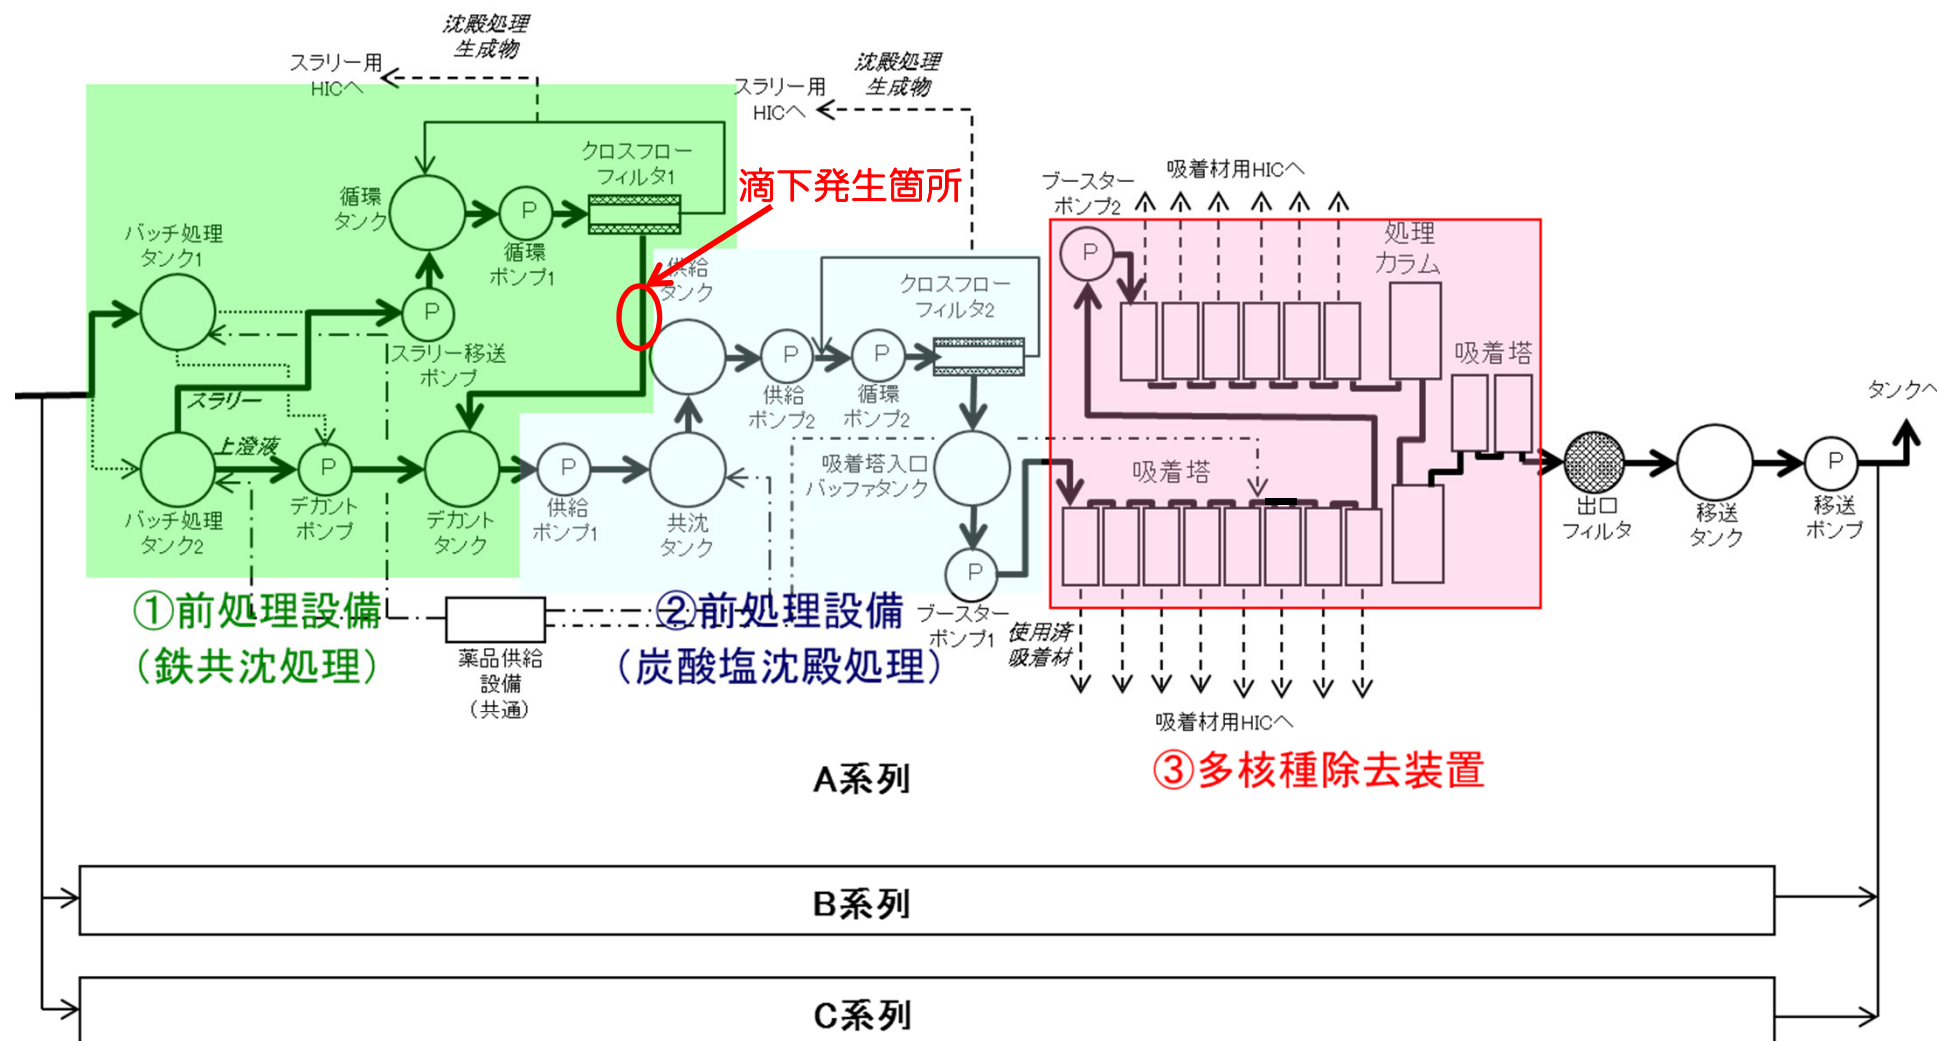 沈殿処理
生成物
スラリー用
HICへ
沈殿処理
生成物
スラリー用
HICへ
クロスフロー
フィルタ1
滴下発生箇所
循環
タンク
P
循環
ポンプ1
バッチ処理
タンク1
P
スラリー移送
ポンプ
スラリー
上澄液
バッチ処理
タンク2
P
デカント
ポンプ
デカント
タンク
供給
タンク
P
供給
ポンプ2
P
循環
ポンプ2
クロスフロー
フィルタ2
P
供給
ポンプ1
共沈
タンク
吸着塔入口
バッファタンク
P
ブースター
ポンプ1
ブースター
ポンプ2
P
吸着材用HICへ
処理
カラム
吸着塔
吸着塔
使用済
吸着材
吸着材用HICへ
出口
フィルタ
移送
タンク
P
移送
ポンプ
タンクへ
①前処理設備
（鉄共沈処理）
薬品供給
設備
（共通）
②前処理設備
（炭酸塩沈殿処理）
③多核種除去装置
A系列
B系列
C系列